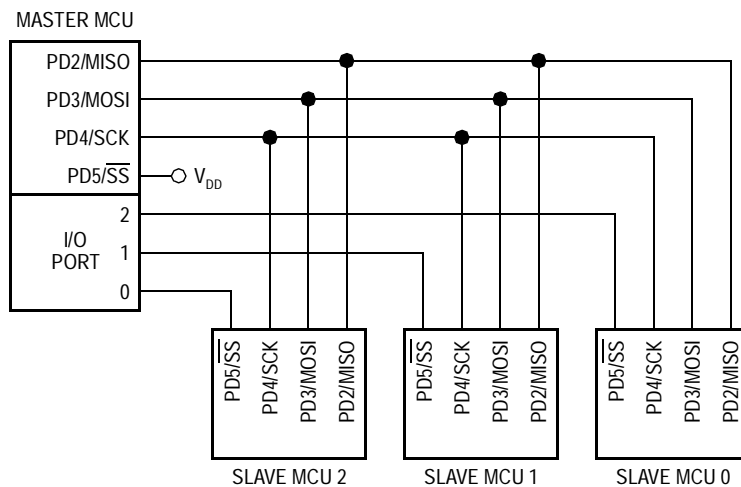 MASTER MCU
PD2/MISO
PD3/MOSI
PD4/SCK
PD5/SS
VDD
2
I/O
PORT 1
0
PD5/SS
PD4/SCK
PD3/MOSI
PD2/MISO
PD5/SS
PD4/SCK
PD3/MOSI
PD2/MISO
PD5/SS
PD4/SCK
PD3/MOSI
PD2/MISO
SLAVE MCU 2
SLAVE MCU 1
SLAVE MCU 0